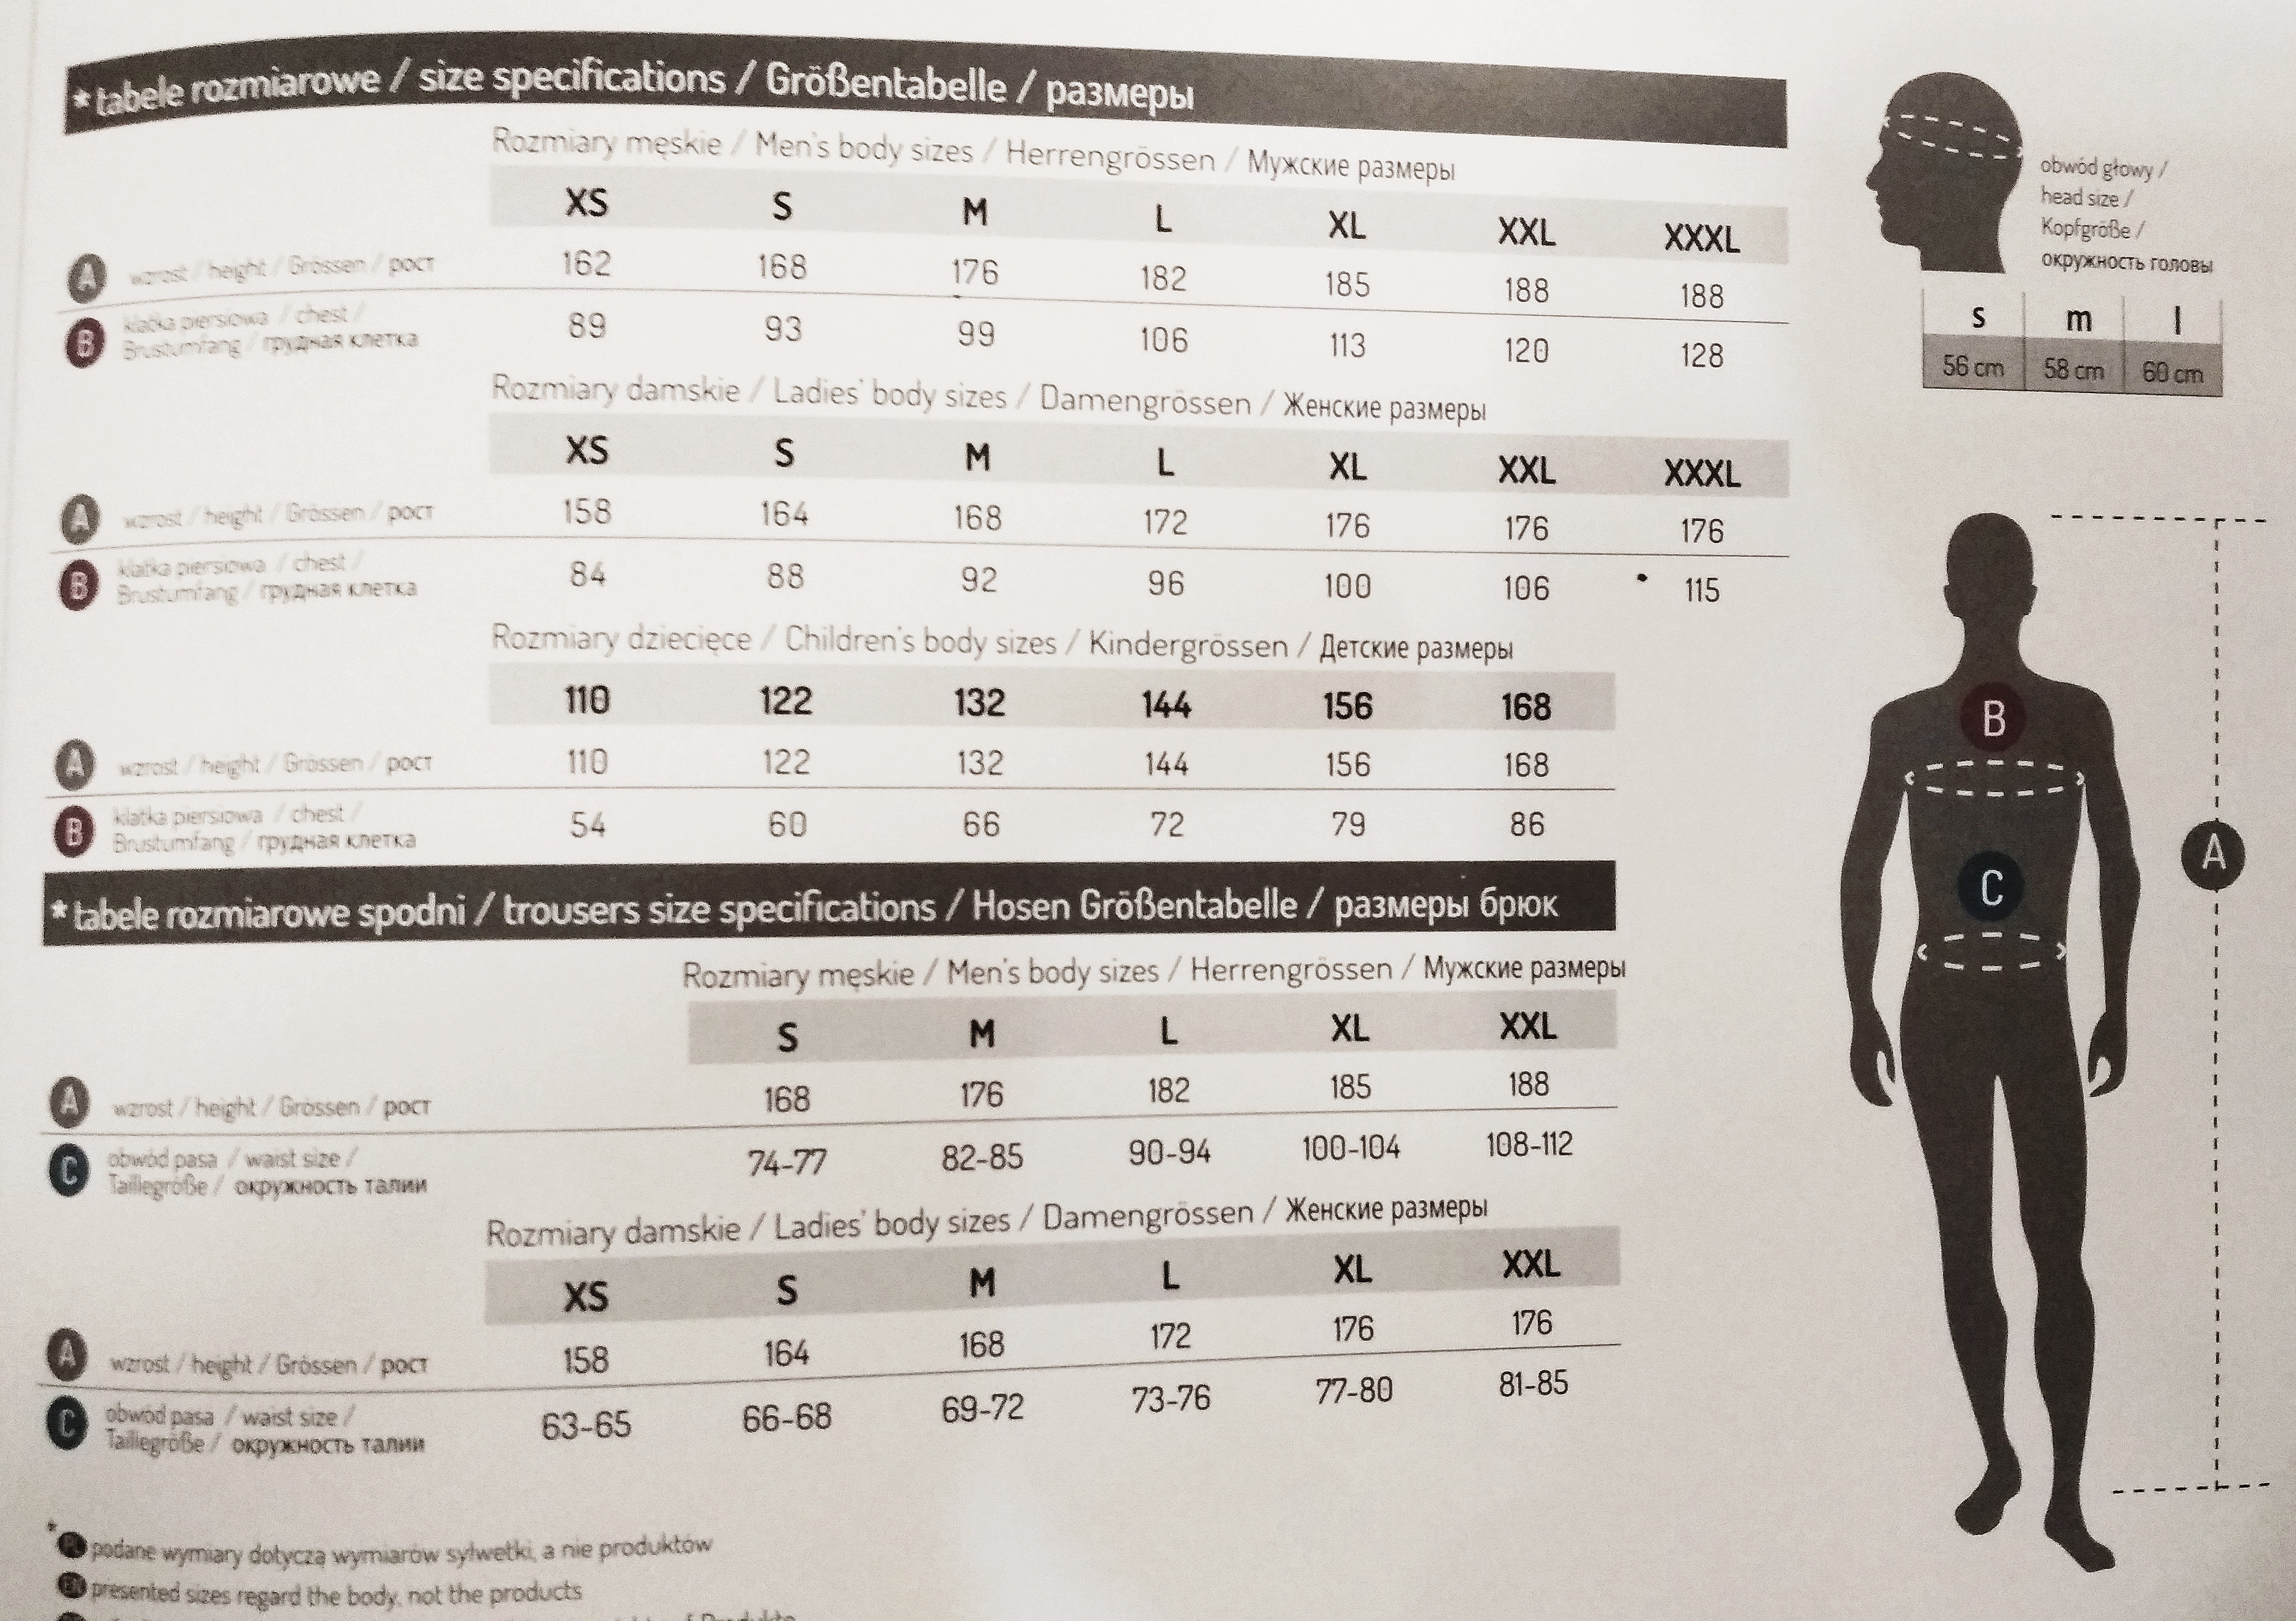 * tabele rozmiarowe / size specifications / Größentabelle / размеры
Rozmiary męskie / Men's body sizes / Herrengrössen / Мужские размеры
XS S M L XL XXL XXXL
A wzrost / height / Grössen / рост 162 168 176 182 185 188 188
B klatka piersiowa / chest /
Brustumfang / грудная клетка 89 93 99 106 113 120 128
Rozmiary damskie / Ladies' body sizes / Damengrössen / Женские размеры
XS S M L XL XXL XXXL
A wzrost / height / Grössen / рост 158 164 168 172 176 176 176
B klatka piersiowa / chest /
Brustumfang / грудная клетка 84 88 92 96 100 106 115
Rozmiary dziecięce / Children's body sizes / Kindergrössen / Детские размеры
110 122 132 144 156 168
A wzrost / height / Grössen / рост 110 122 132 144 156 168
B klatka piersiowa / chest /
Brustumfang / грудная клетка 54 60 66 72 79 86
* tabele rozmiarowe spodni / trousers size specifications / Hosen Größentabelle / размеры брюк
Rozmiary męskie / Men's body sizes / Herrengrössen / Мужские размеры
S M L XL XXL
A wzrost / height / Grössen / рост 168 176 182 185 188
C obwód pasa / waist size /
Taillegröße / окружность талии 74-77 82-85 90-94 100-104 108-112
Rozmiary damskie / Ladies' body sizes / Damengrössen / Женские размеры
XS S M L XL XXL
A wzrost / height / Grössen / рост 158 164 168 172 176 176
C obwód pasa / waist size /
Taillegröße / окружность талии 63-65 66-68 69-72 73-76 77-80 81-85
*
PL podane wymiary dotyczą wymiarów sylwetki, a nie produktów
EN presented sizes regard the body, not the products
obwód głowy /
head size /
Kopfgröße /
окружность головы
s m l
56 cm 58 cm 60 cm
B
A
C